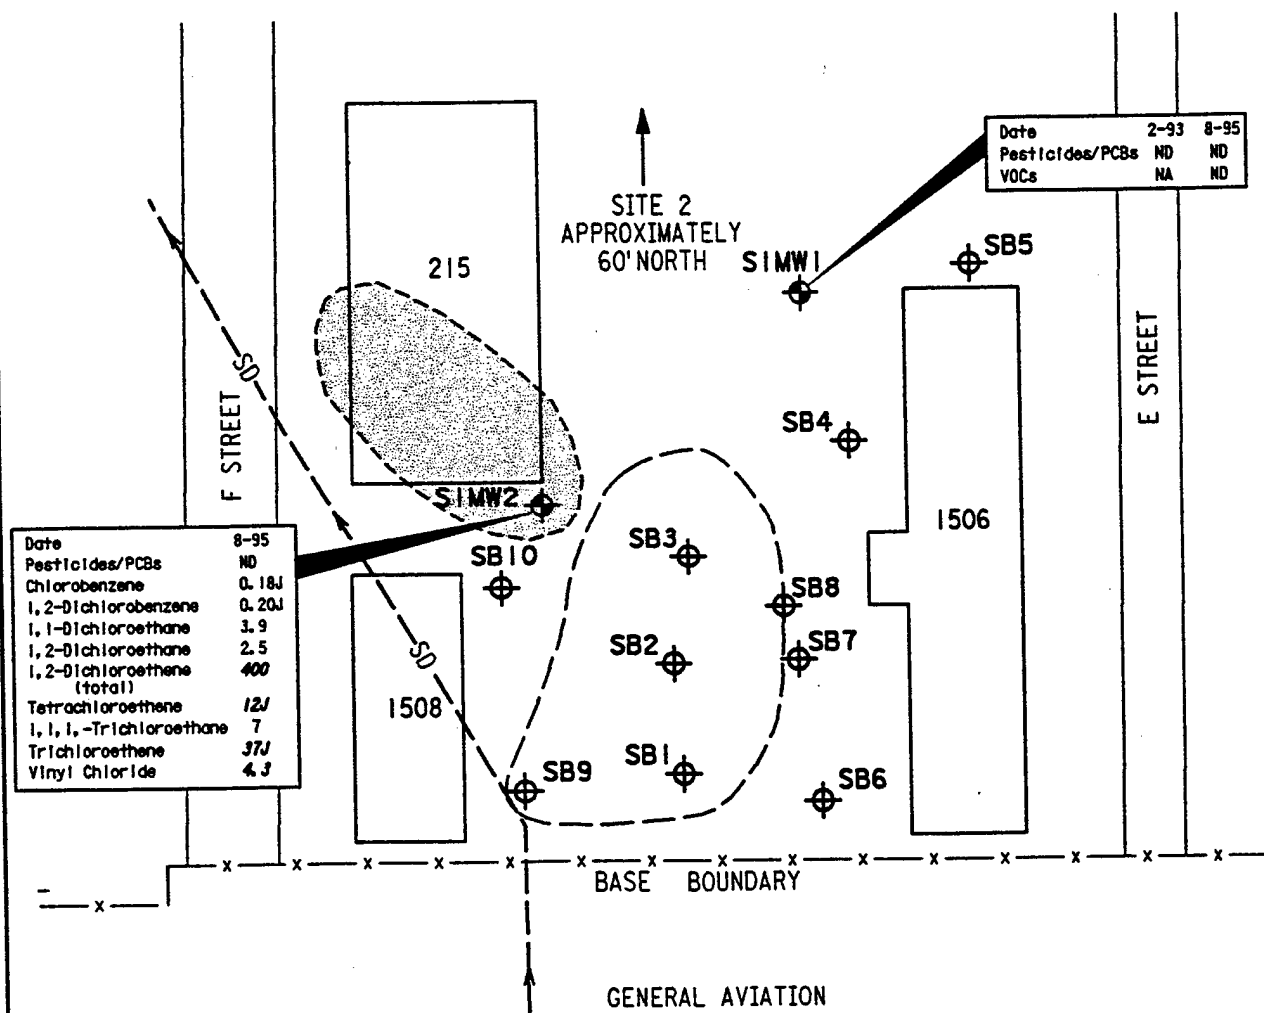 Date 2-93 8-95
Pesticides/PCBs ND ND
VOCs NA ND
SITE 2
APPROXIMATELY
60' NORTH
S1MW1
SB5
215
SD
F STREET
E STREET
SB4
S1MW2
1506
SB3
SB10
SB8
SB2
SB7
SD
1508
SB1
SB9
SB6
Date 8-95
Pesticides/PCBs ND
Chlorobenzene 0.18J
1,2-Dichlorobenzene 0.20J
1,1-Dichloroethane 3.9
1,2-Dichloroethane 2.5
1,2-Dichloroethene 400
(total)
Tetrachloroethene 12J
1,1,1,-Trichloroethane 7
Trichloroethene 37J
Vinyl Chloride 4.3
x x x x x x x x x x x x x x x
x
BASE BOUNDARY
GENERAL AVIATION